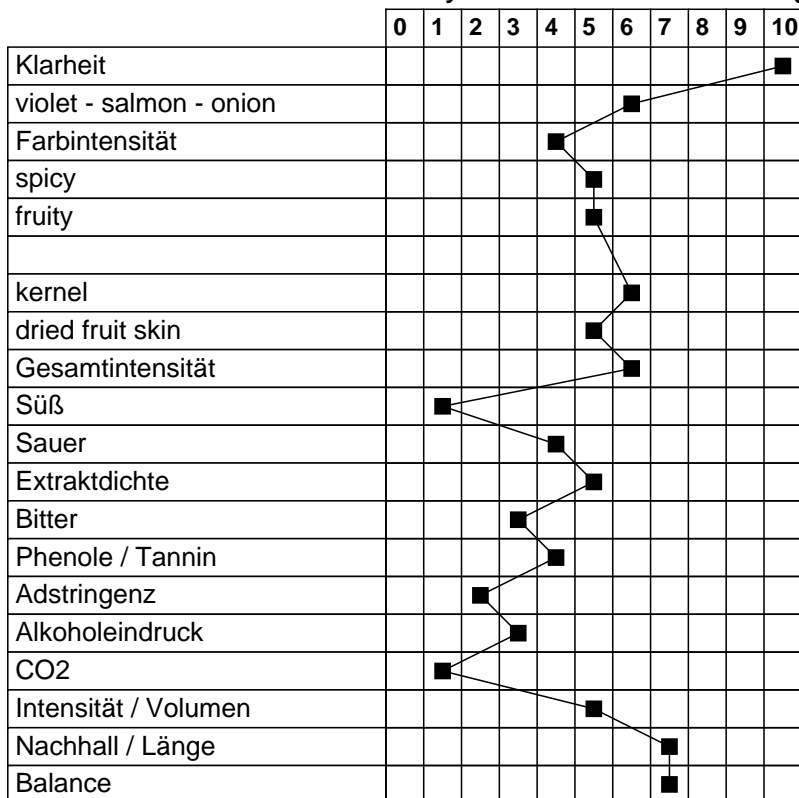 0 1 2 3 4 5 6 7 8 9 10
Klarheit
violet - salmon - onion
Farbintensität
spicy
fruity
kernel
dried fruit skin
Gesamtintensität
Süß
Sauer
Extraktdichte
Bitter
Phenole / Tannin
Adstringenz
Alkoholeindruck
CO2
Intensität / Volumen
Nachhall / Länge
Balance